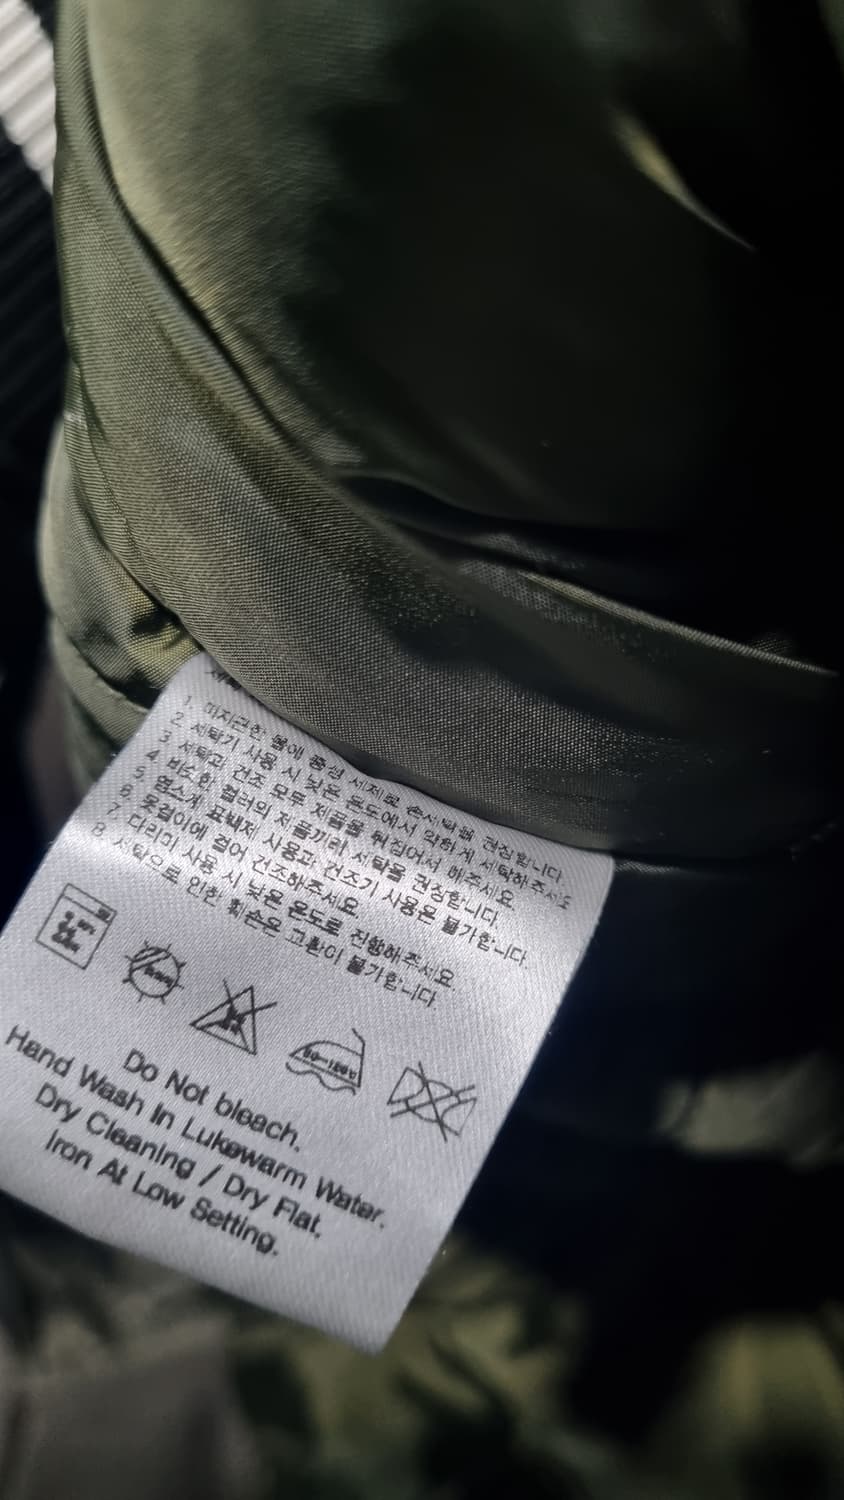 1. 미지근한 물에 중성 세제로 손세탁을 권장합니다.
2. 세탁기 사용 시 낮은 온도에서 약하게 세탁해주세요.
3. 세탁과 건조 모두 제품을 뒤집어서 해주세요.
4. 비슷한 컬러의 제품끼리 세탁을 권장합니다.
5. 염소계 표백제 사용과 건조기 사용은 불가합니다.
6. 옷걸이에 걸어 건조해주세요.
7. 다리미 사용 시 낮은 온도로 진행해주세요.
8. 세탁으로 인한 훼손은 교환이 불가합니다.
Do Not bleach.
Hand Wash In Lukewarm Water.
Dry Cleaning / Dry Flat.
Iron At Low Setting.